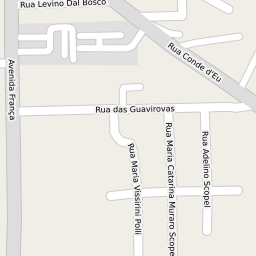 Rua Levino Dal Bosco
Rua Conde d'Eu
Avenida França
Rua das Guavirovas
Rua Maria Vissirini Polli
Rua Maria Catarina Muraro Scopel
Rua Adelino Scopel